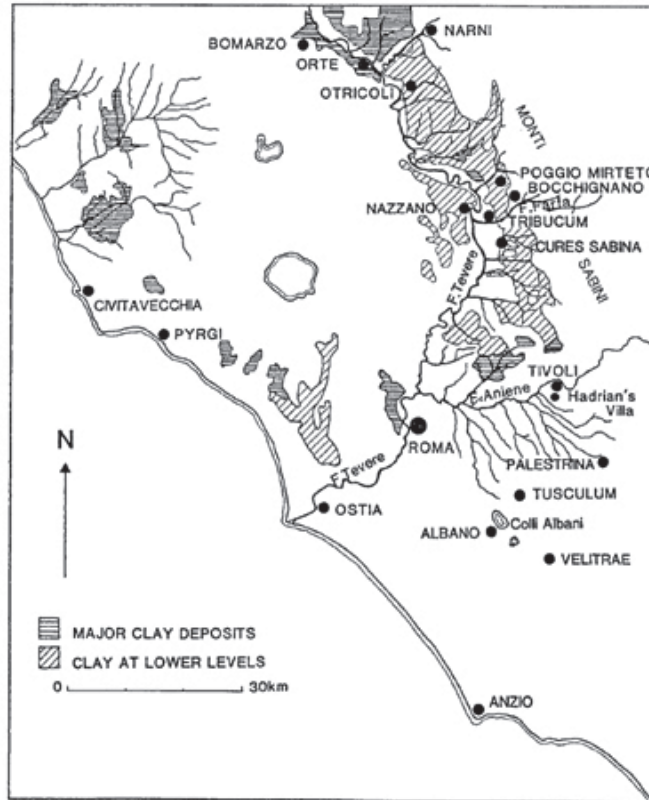 NARNI
BOMARZO
ORTE
OTRICOLI
MONTI
POGGIO MIRTETO
BOCCHIGNANO
F. Farfa
NAZZANO
TRIBUCUM
CURES SABINA
SABINI
F. Tevere
CIVITAVECCHIA
PYRGI
TIVOLI
F. Aniene
Hadrian's
Villa
ROMA
N
PALESTRINA
F. Tevere
TUSCULUM
OSTIA
ALBANO
Colli Albani
VELITRAE
MAJOR CLAY DEPOSITS
CLAY AT LOWER LEVELS
0 30km
ANZIO